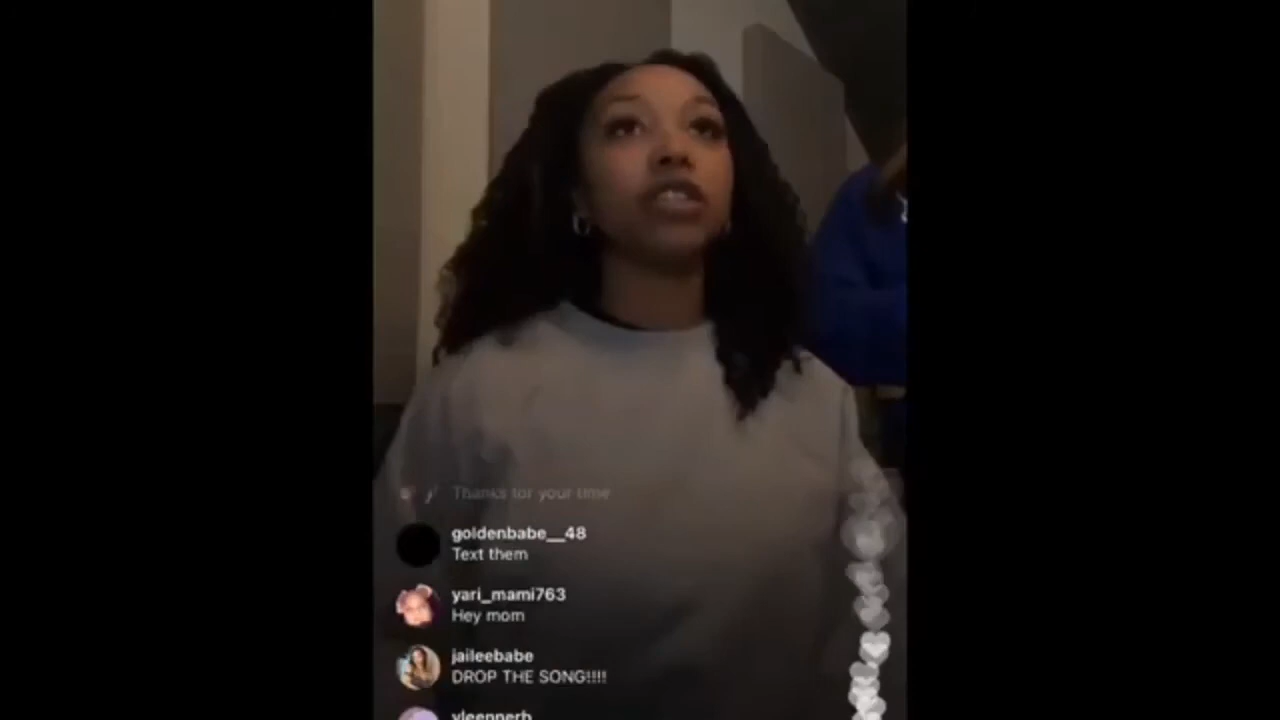 Thanks for your time
goldenbabe__48
Text them
yari_mami763
Hey mom
jaileebabe
DROP THE SONG!!!!